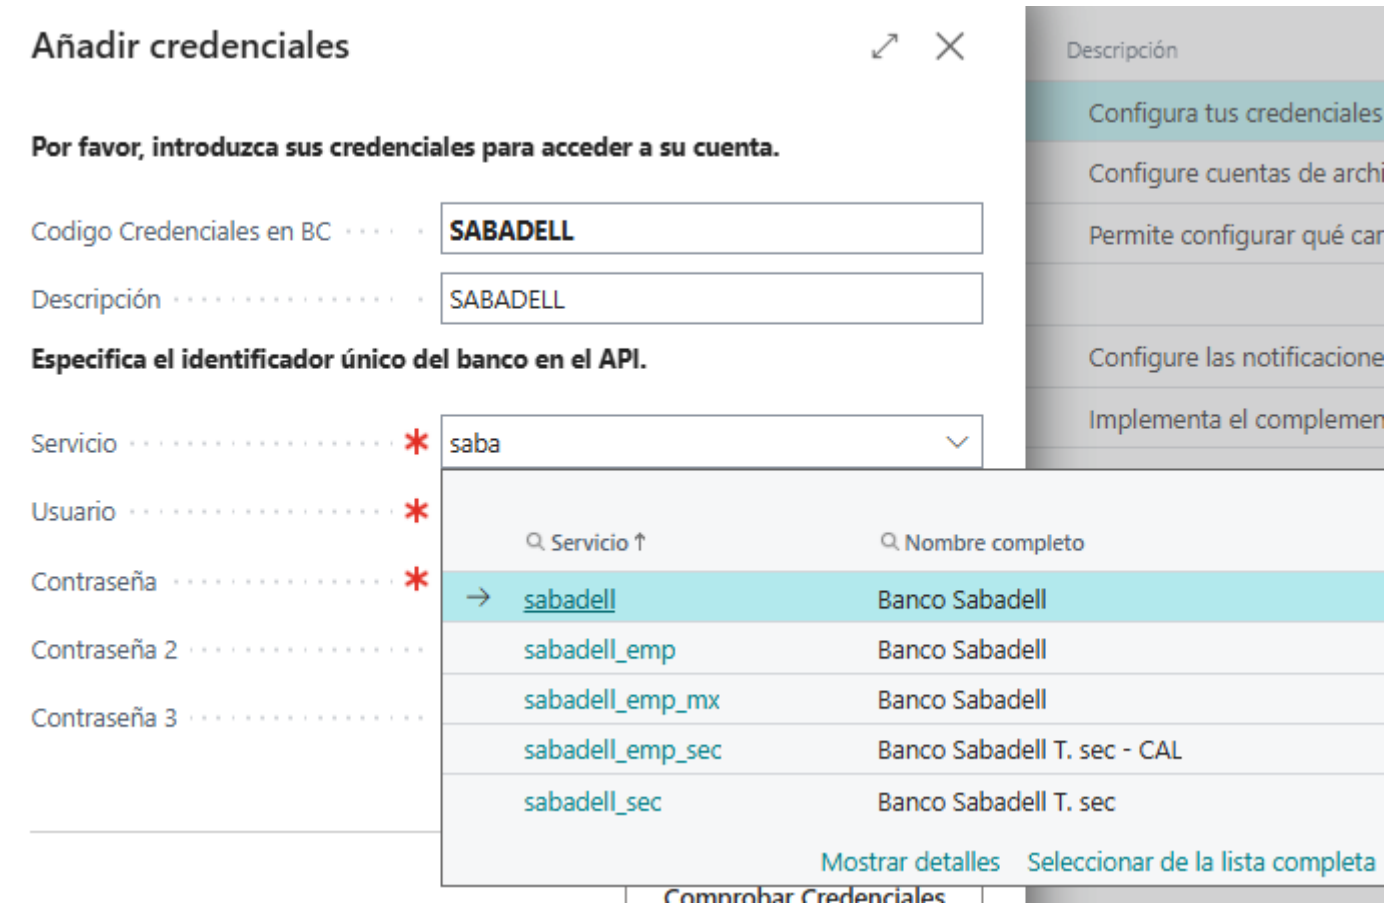 Añadir credenciales
Descripción
Configura tus credenciales
Por favor, introduzca sus credenciales para acceder a su cuenta.
Configure cuentas de archi
Codigo Credenciales en BC
SABADELL
Permite configurar qué car
Descripción
SABADELL
Especifica el identificador único del banco en el API.
Configure las notificacione
Implementa el complemen
Servicio * saba
Usuario *
Servicio ↑ Nombre completo
Contraseña *
→ sabadell Banco Sabadell
Contraseña 2
sabadell_emp Banco Sabadell
Contraseña 3
sabadell_emp_mx Banco Sabadell
sabadell_emp_sec Banco Sabadell T. sec - CAL
sabadell_sec Banco Sabadell T. sec
Mostrar detalles Seleccionar de la lista completa
Comprobar Credenciales